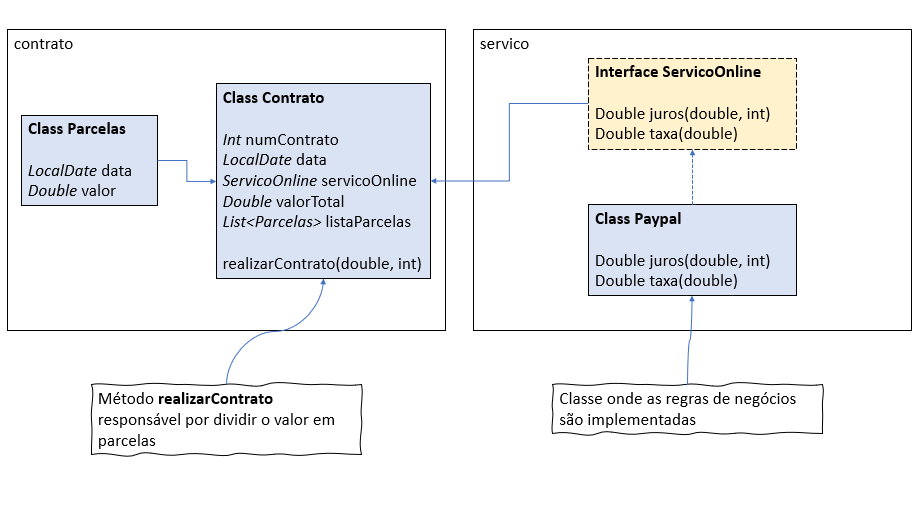 contrato
Class Parcelas
LocalDate data
Double valor
Class Contrato
Int numContrato
LocalDate data
ServicoOnline servicoOnline
Double valorTotal
List<Parcelas> listaParcelas
realizarContrato(double, int)
Método realizarContrato
responsável por dividir o valor em
parcelas
servico
Interface ServicoOnline
Double juros(double, int)
Double taxa(double)
Class Paypal
Double juros(double, int)
Double taxa(double)
Classe onde as regras de negócios
são implementadas